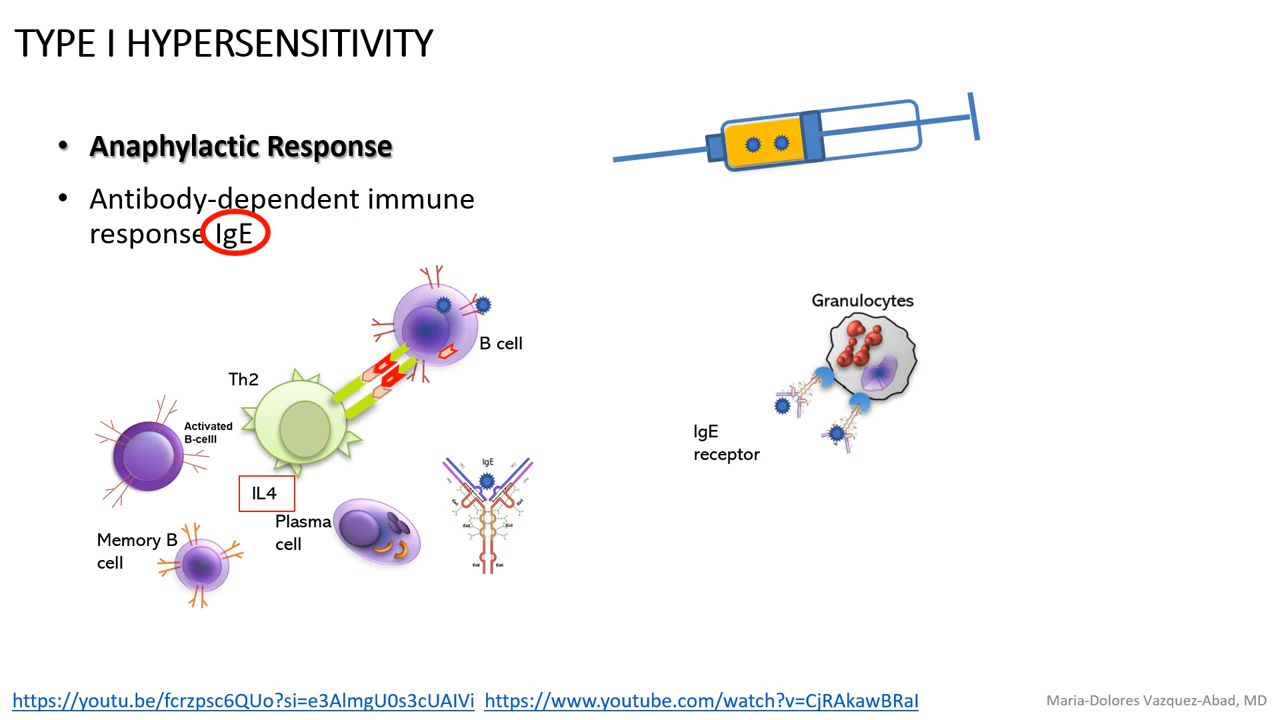 TYPE I HYPERSENSITIVITY
• Anaphylactic Response
• Antibody-dependent immune
response IgE
Granulocytes
B cell
Th2
Activated
B-celll
IgE
receptor
IgE
IL4
Plasma
cell
Memory B
cell
https://youtu.be/fcrzpsc6QUo?si=e3AlmgU0s3cUAIVi https://www.youtube.com/watch?v=CjRAkawBRaI
Maria-Dolores Vazquez-Abad, MD